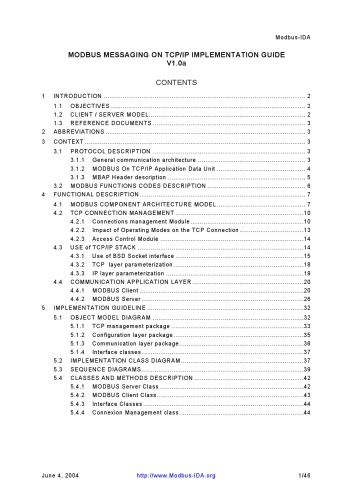 Modbus-IDA
MODBUS MESSAGING ON TCP/IP IMPLEMENTATION GUIDE
V1.0a
CONTENTS
1 INTRODUCTION ........ 2
1.1 OBJECTIVES ........ 2
1.2 CLIENT / SERVER MODEL........ 2
1.3 REFERENCE DOCUMENTS ........ 3
2 ABBREVIATIONS ........ 3
3 CONTEXT ........ 3
3.1 PROTOCOL DESCRIPTION ........ 3
3.1.1 General communication architecture ........ 3
3.1.2 MODBUS On TCP/IP Application Data Unit ........ 4
3.1.3 MBAP Header description ........ 5
3.2 MODBUS FUNCTIONS CODES DESCRIPTION ........ 6
4 FUNCTIONAL DESCRIPTION........ 7
4.1 MODBUS COMPONENT ARCHITECTURE MODEL ........ 7
4.2 TCP CONNECTION MANAGEMENT ........10
4.2.1 Connections management Module........10
4.2.2 Impact of Operating Modes on the TCP Connection........13
4.2.3 Access Control Module ........14
4.3 USE of TCP/IP STACK ........14
4.3.1 Use of BSD Socket interface ........15
4.3.2 TCP layer parameterization ........18
4.3.3 IP layer parameterization ........19
4.4 COMMUNICATION APPLICATION LAYER........20
4.4.1 MODBUS Client ........20
4.4.2 MODBUS Server........26
5 IMPLEMENTATION GUIDELINE ........32
5.1 OBJECT MODEL DIAGRAM ........32
5.1.1 TCP management package ........33
5.1.2 Configuration layer package........35
5.1.3 Communication layer package........36
5.1.4 Interface classes........37
5.2 IMPLEMENTATION CLASS DIAGRAM........37
5.3 SEQUENCE DIAGRAMS........39
5.4 CLASSES AND METHODS DESCRIPTION........42
5.4.1 MODBUS Server Class ........42
5.4.2 MODBUS Client Class........43
5.4.3 Interface Classes ........44
5.4.4 Connexion Management class........44
June 4, 2004 http://www.Modbus-IDA.org 1/46